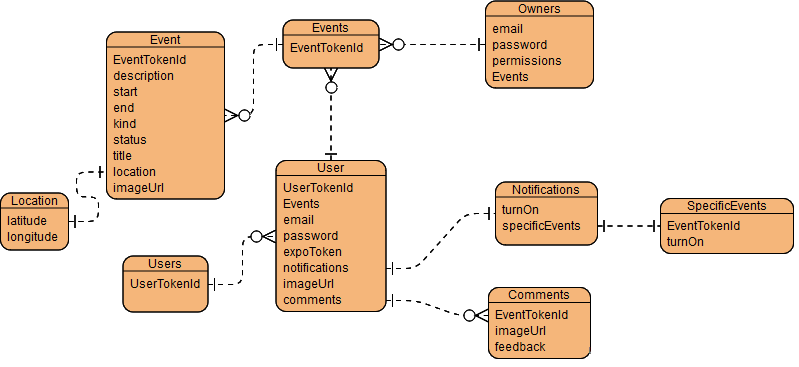 Event
EventTokenId
description
start
end
kind
status
title
location
imageUrl
Events
EventTokenId
Owners
email
password
permissions
Events
Location
latitude
longitude
Users
UserTokenId
User
UserTokenId
Events
email
password
expoToken
notifications
imageUrl
comments
Notifications
turnOn
specificEvents
SpecificEvents
EventTokenId
turnOn
Comments
EventTokenId
imageUrl
feedback